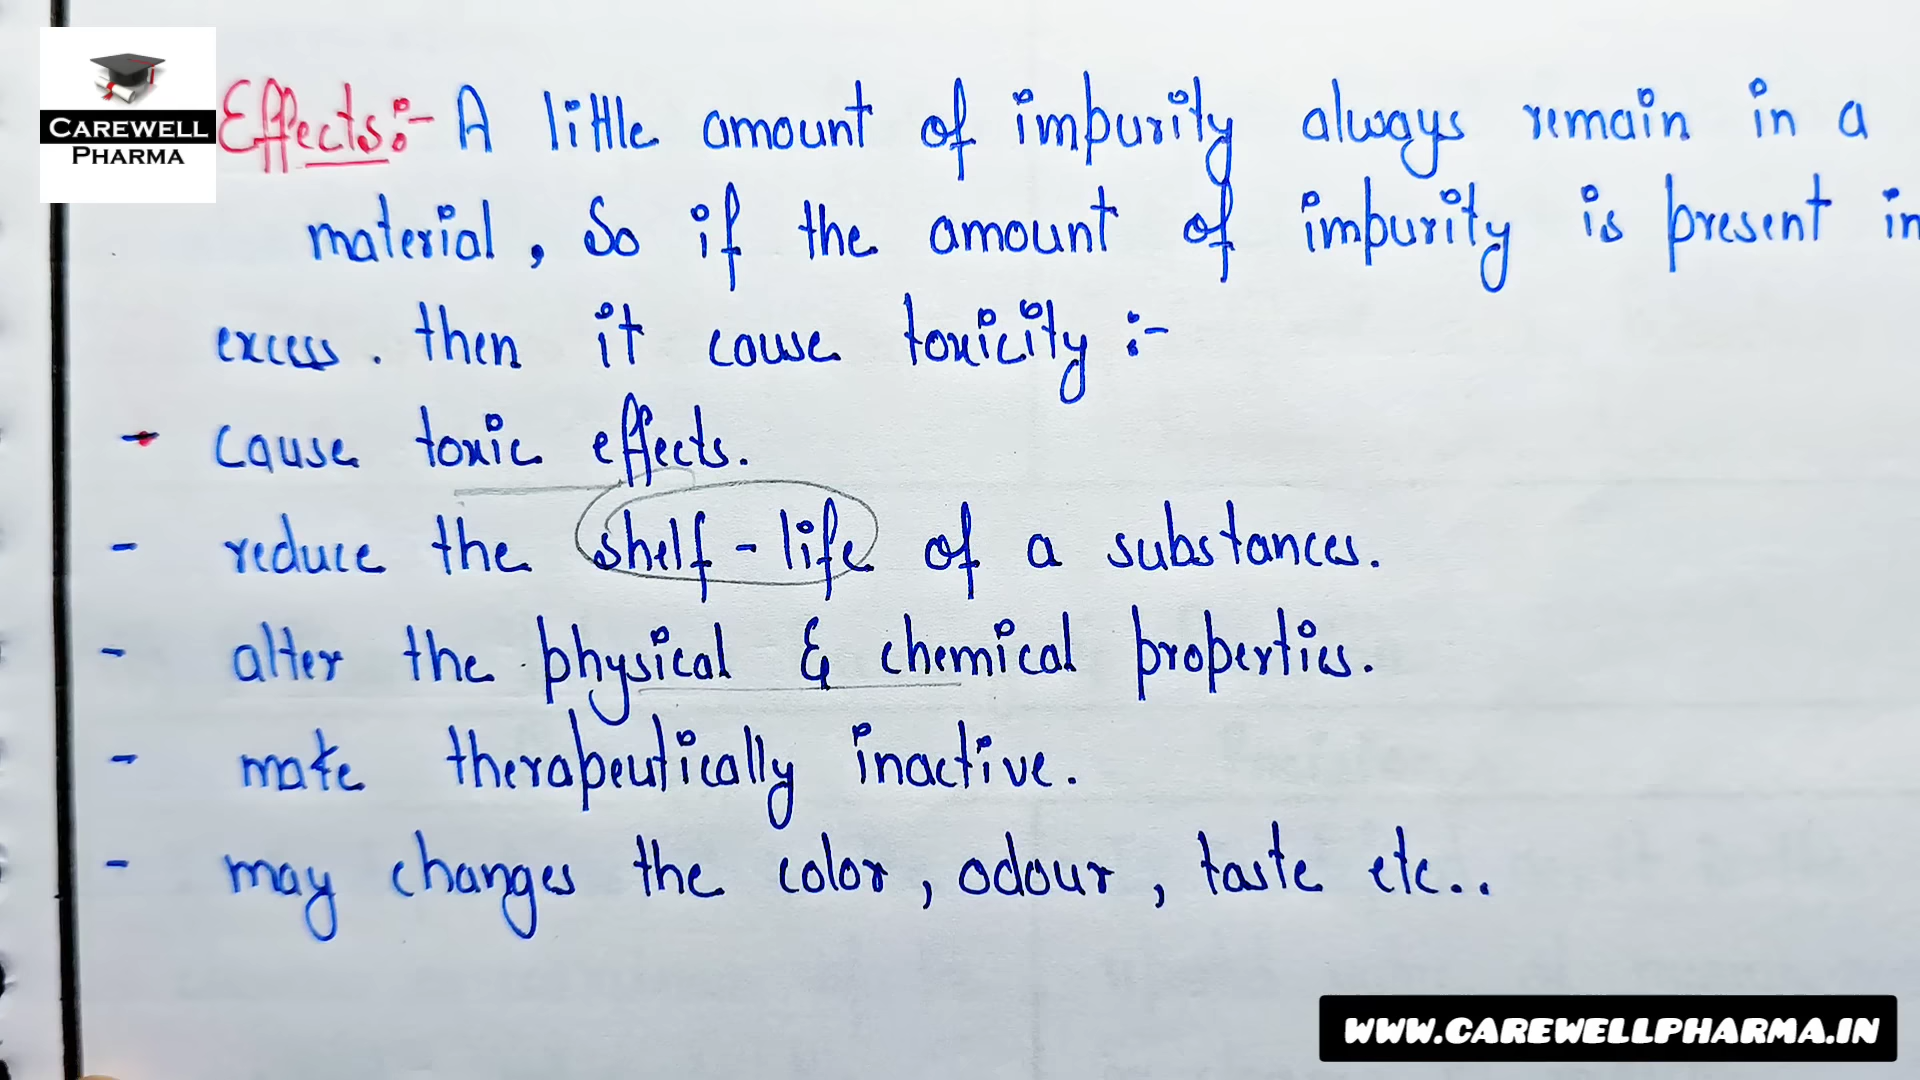 CAREWELL
PHARMA
Effects:- A little amount of impurity always remain in a
material, So if the amount of impurity is present in
excess. then it cause toxicity :-
- cause toxic effects.
- reduce the shelf-life of a substances.
- alter the physical & chemical properties.
- make therapeutically inactive.
- may changes the color, odour, taste etc..
WWW.CAREWELLPHARMA.IN